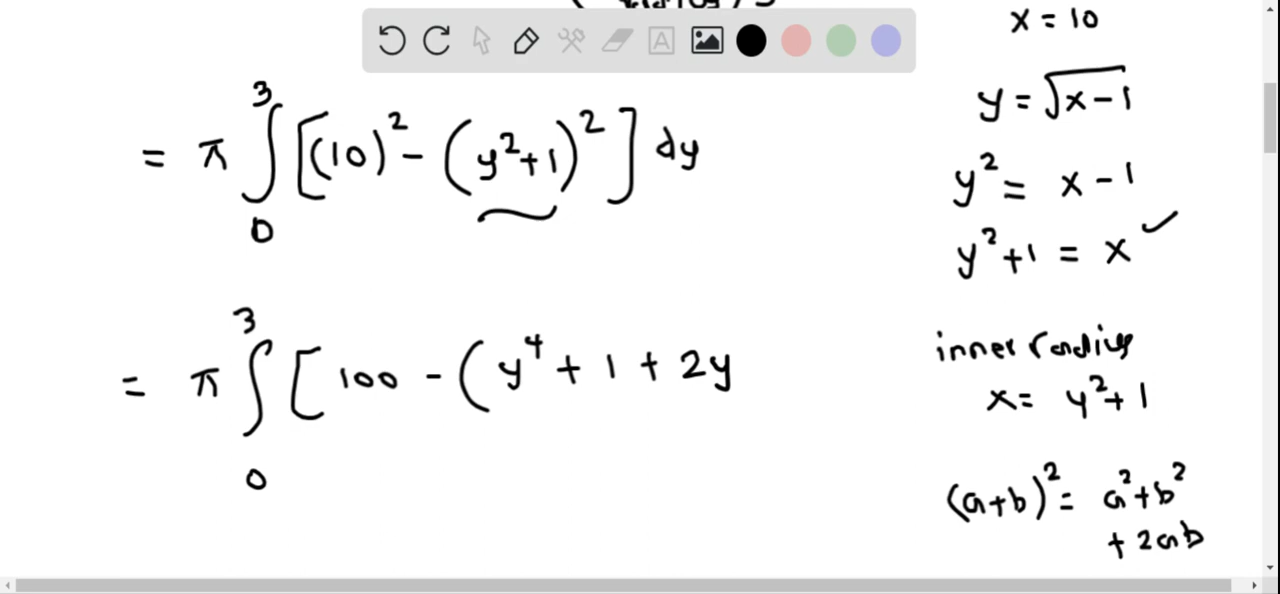 x = 10
= π ∫₀³ [(10)² - (y²+1)²] dy
y = √(x-1)
y² = x - 1
y²+1 = x ✓
= π ∫₀³ [100 - (y⁴ + 1 + 2y
inner radius
x = y²+1
(a+b)² = a²+b²
+ 2ab